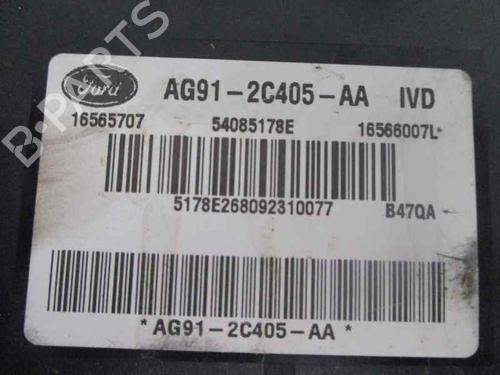 B-PARTS
Ford
AG91-2C405-AA IVD
16565707 54085178E 16566007L*
5178E268092310077 B47QA
*AG91-2C405-AA*